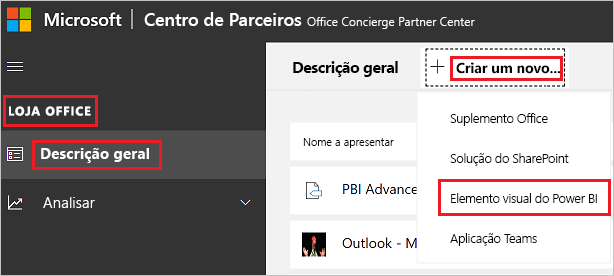 Microsoft Centro de Parceiros Office Concierge Partner Center
LOJA OFFICE
Descrição geral
Analisar
Descrição geral + Criar um novo...
Suplemento Office
Solução do SharePoint
Elemento visual do Power BI
Aplicação Teams
Nome a apresentar
PBI Advance
Outlook - M